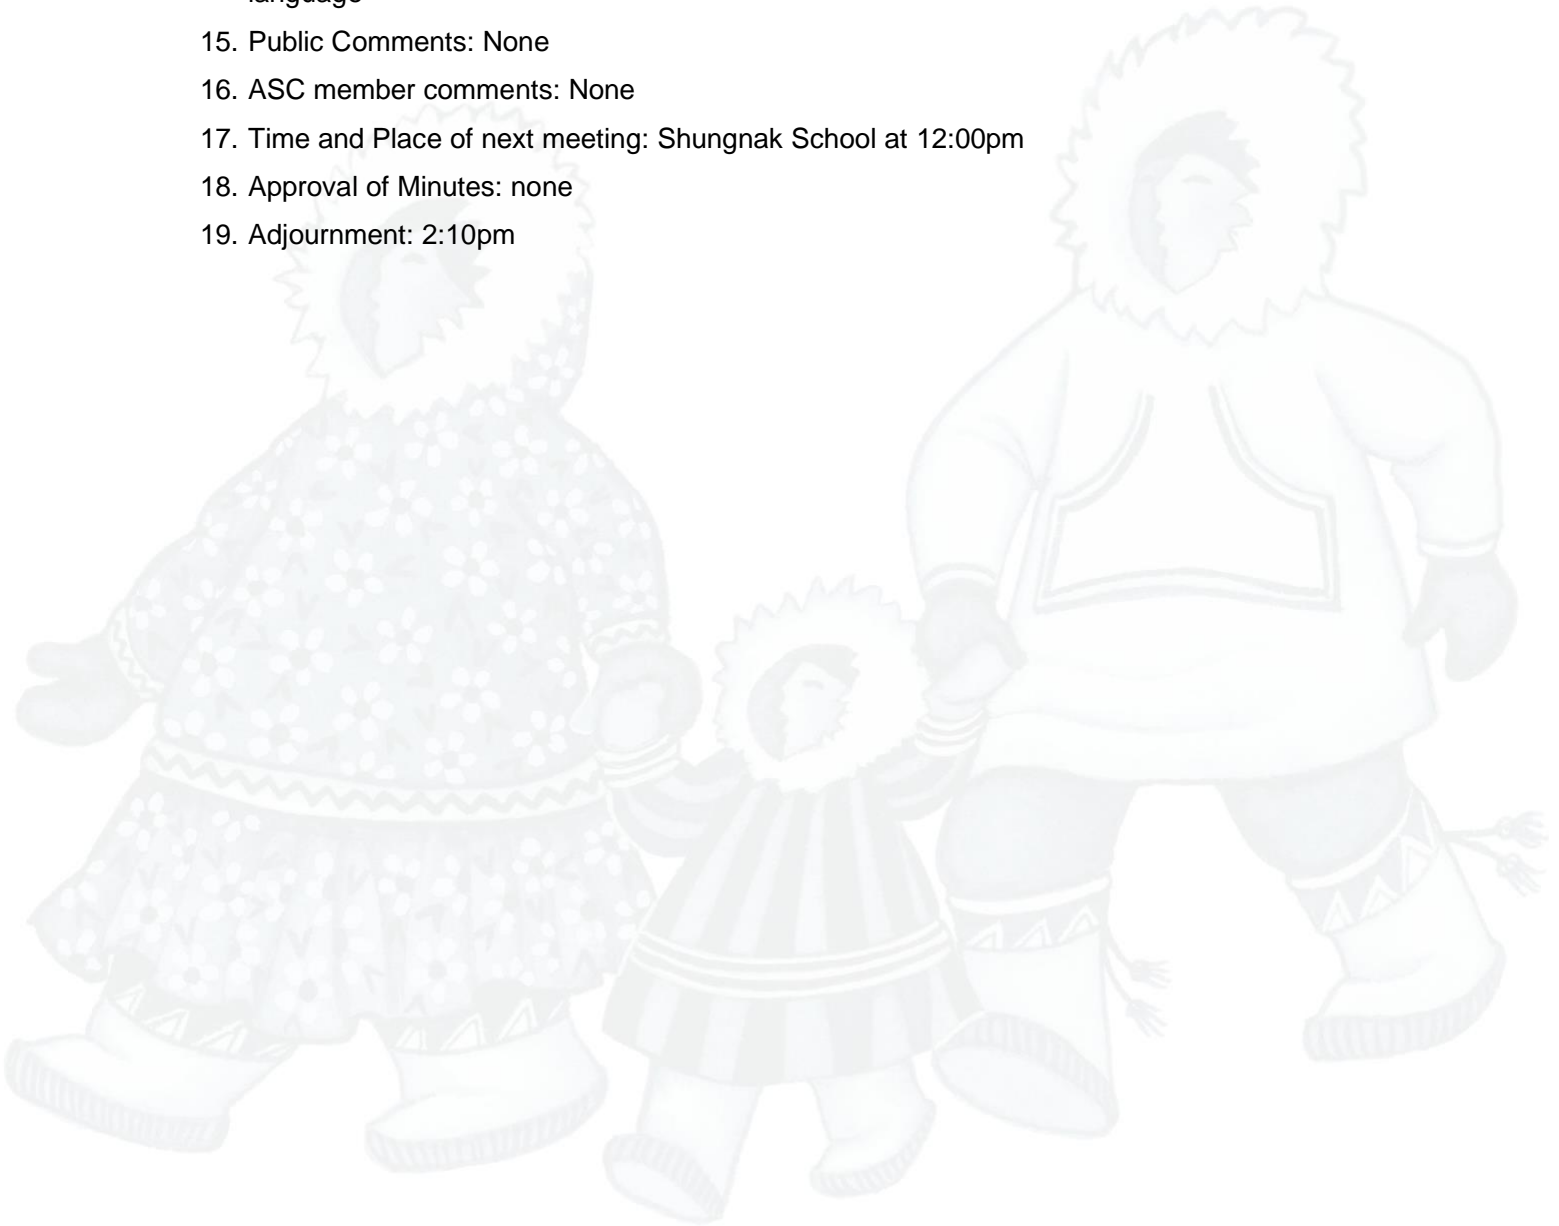 15. Public Comments: None
16. ASC member comments: None
17. Time and Place of next meeting: Shungnak School at 12:00pm
18. Approval of Minutes: none
19. Adjournment: 2:10pm